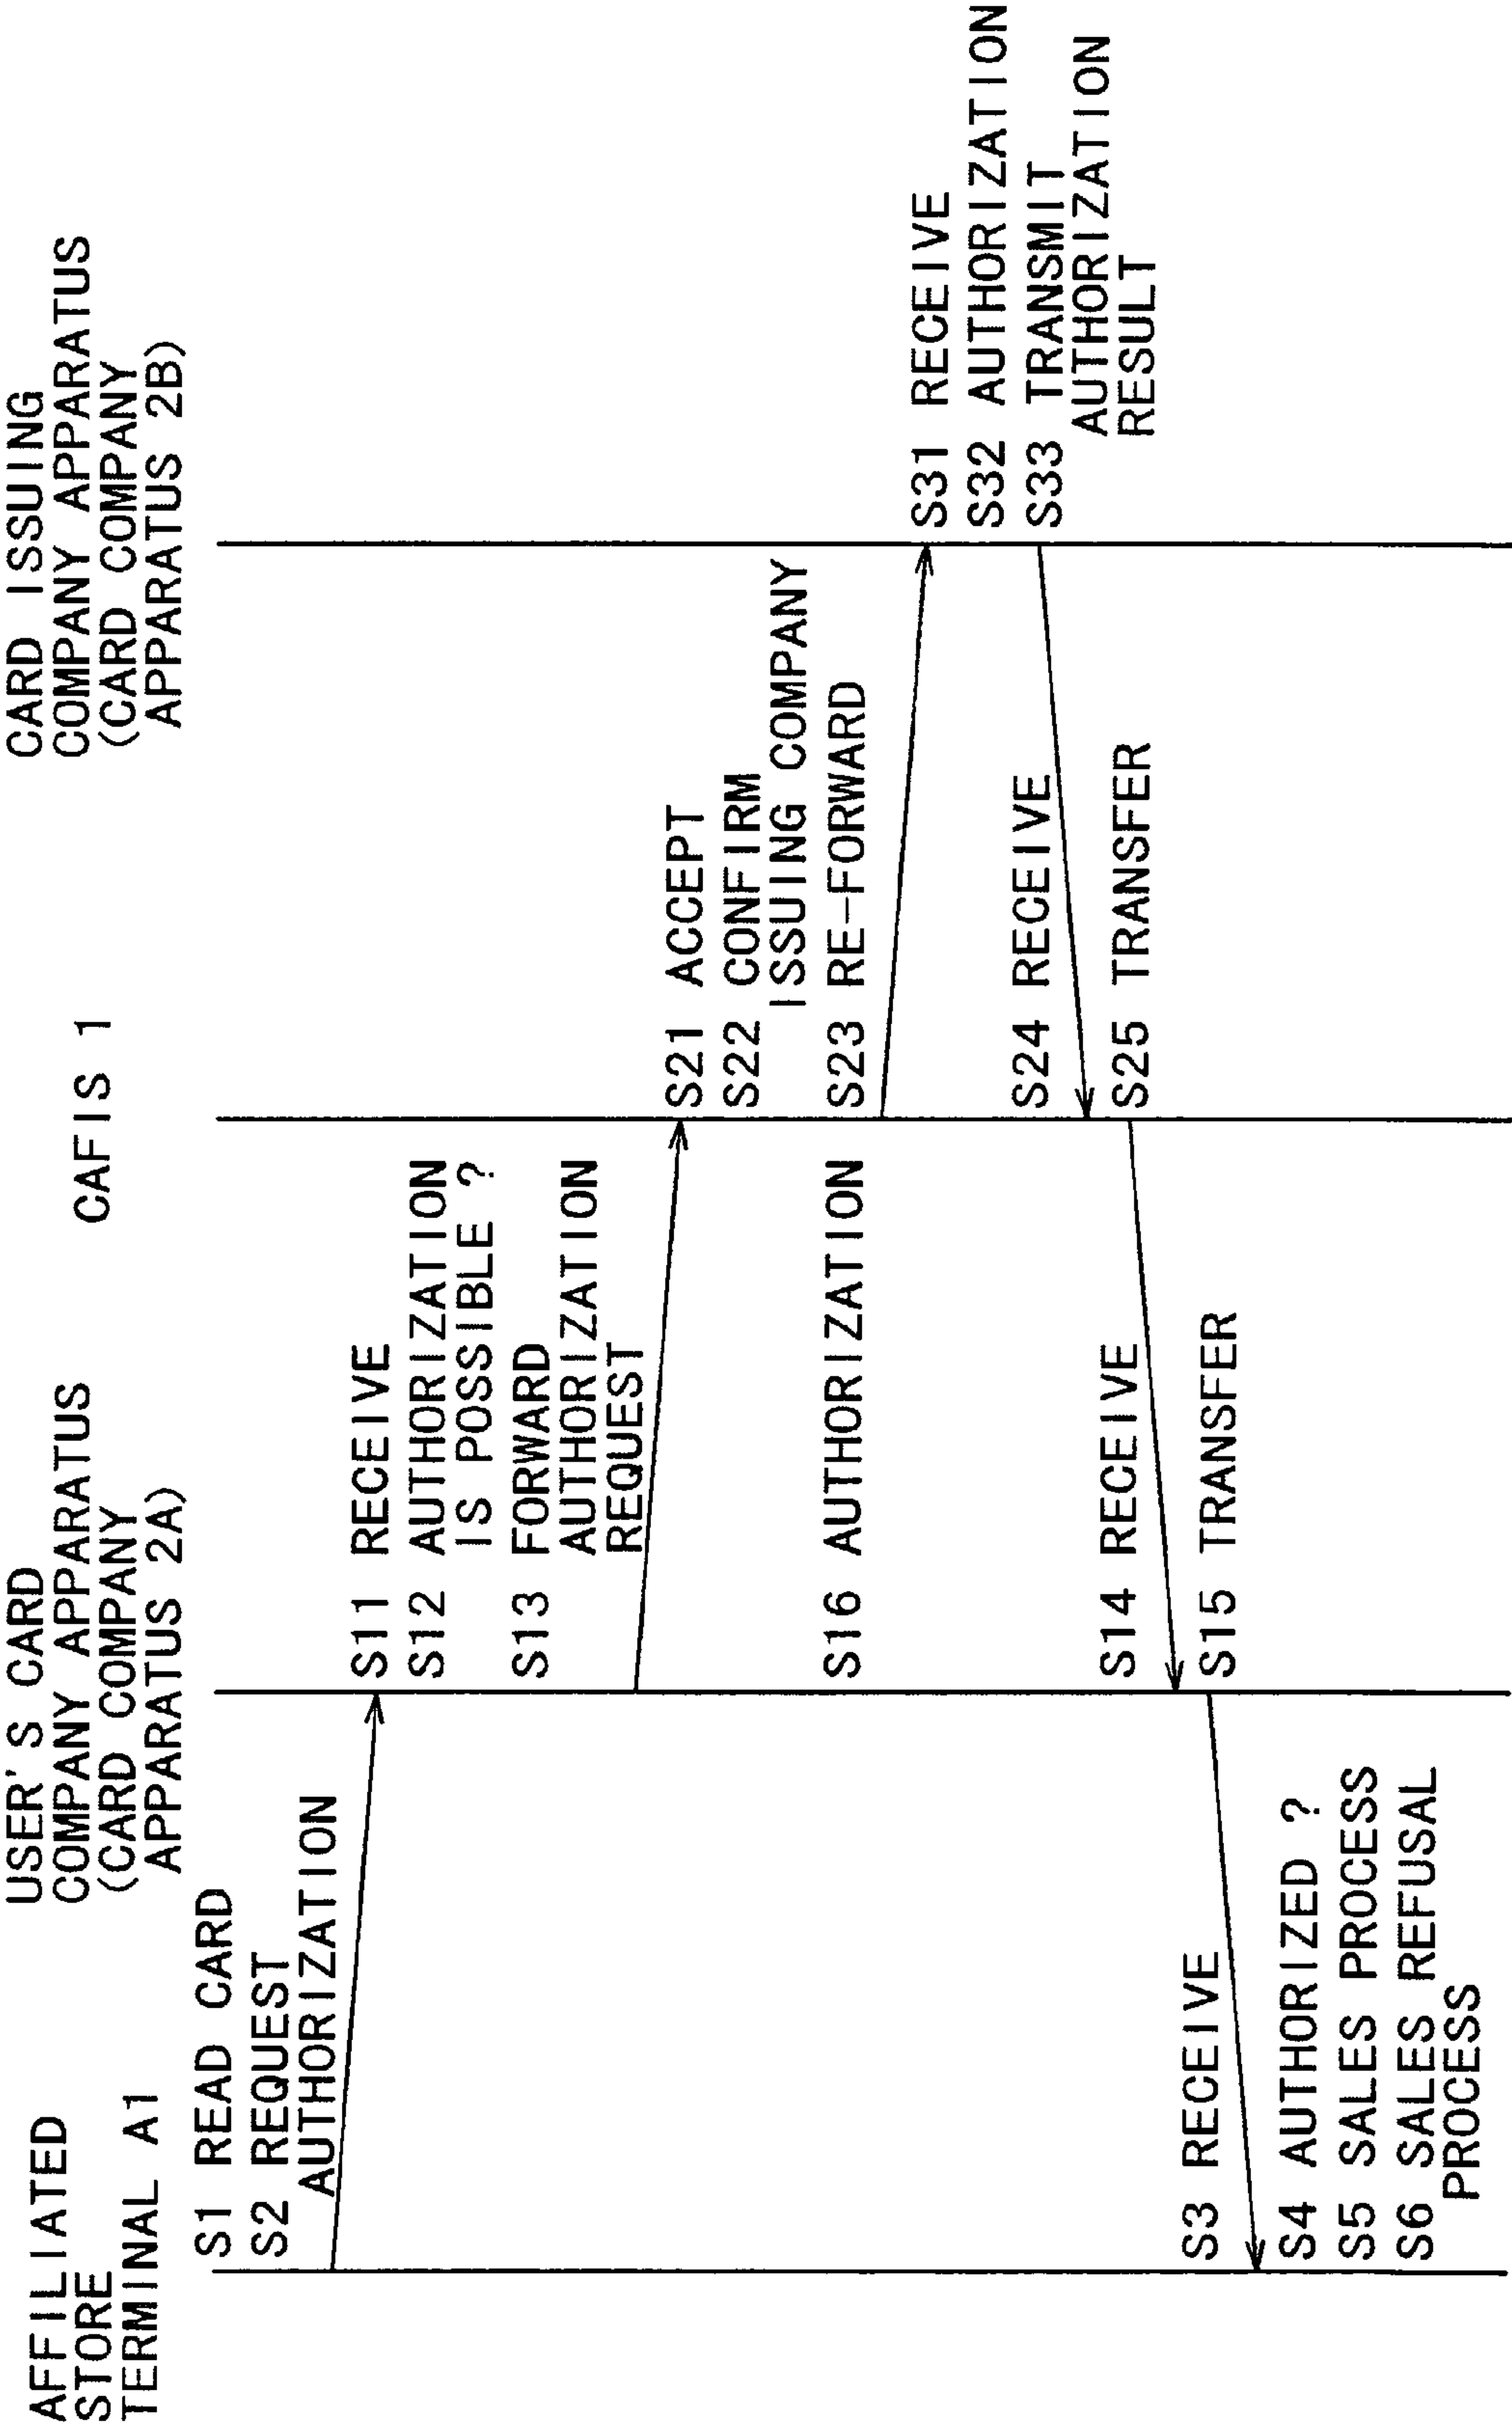 AFFILIATED
STORE
TERMINAL A1
USER'S CARD
COMPANY APPARATUS
(CARD COMPANY
APPARATUS 2A)
CAFIS 1
CARD ISSUING
COMPANY APPARATUS
(CARD COMPANY
APPARATUS 2B)
S1 READ CARD
S2 REQUEST
AUTHORIZATION
S3 RECEIVE
S4 AUTHORIZED ?
S5 SALES PROCESS
S6 SALES REFUSAL
PROCESS
S11 RECEIVE
S12 AUTHORIZATION
IS POSSIBLE ?
S13 FORWARD
AUTHORIZATION
REQUEST
S16 AUTHORIZATION
S14 RECEIVE
S15 TRANSFER
S21 ACCEPT
S22 CONFIRM
ISSUING COMPANY
S23 RE-FORWARD
S24 RECEIVE
S25 TRANSFER
S31 RECEIVE
S32 AUTHORIZATION
S33 TRANSMIT
AUTHORIZATION
RESULT